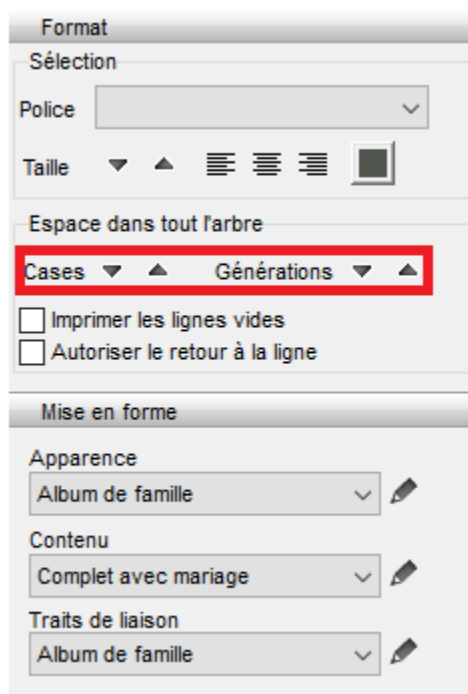 Format
Sélection
Police
Taille
Espace dans tout l'arbre
Cases Générations
Imprimer les lignes vides
Autoriser le retour à la ligne
Mise en forme
Apparence
Album de famille
Contenu
Complet avec mariage
Traits de liaison
Album de famille